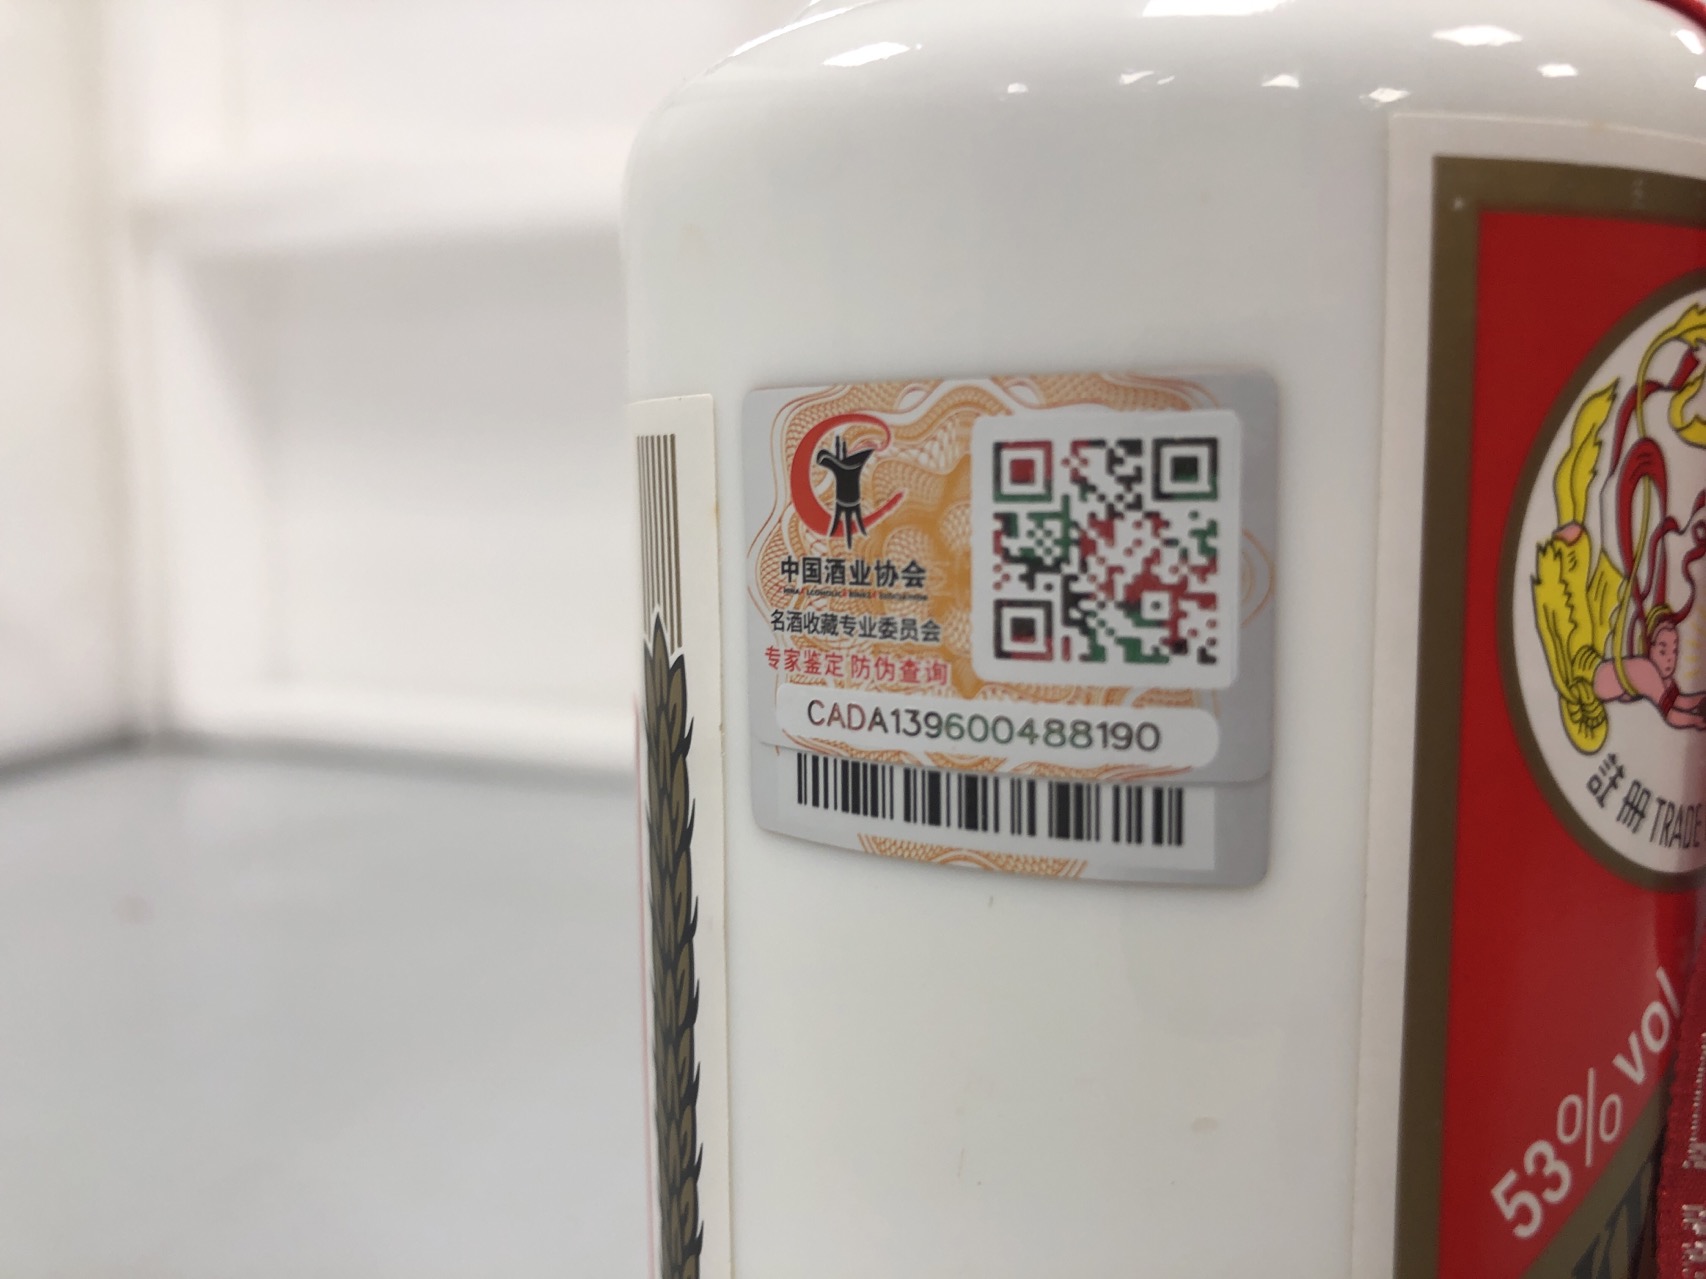 中国酒业协会
名酒收藏专业委员会
专家鉴定 防伪查询
CADA139600488190
註册 TRADE
53% vol